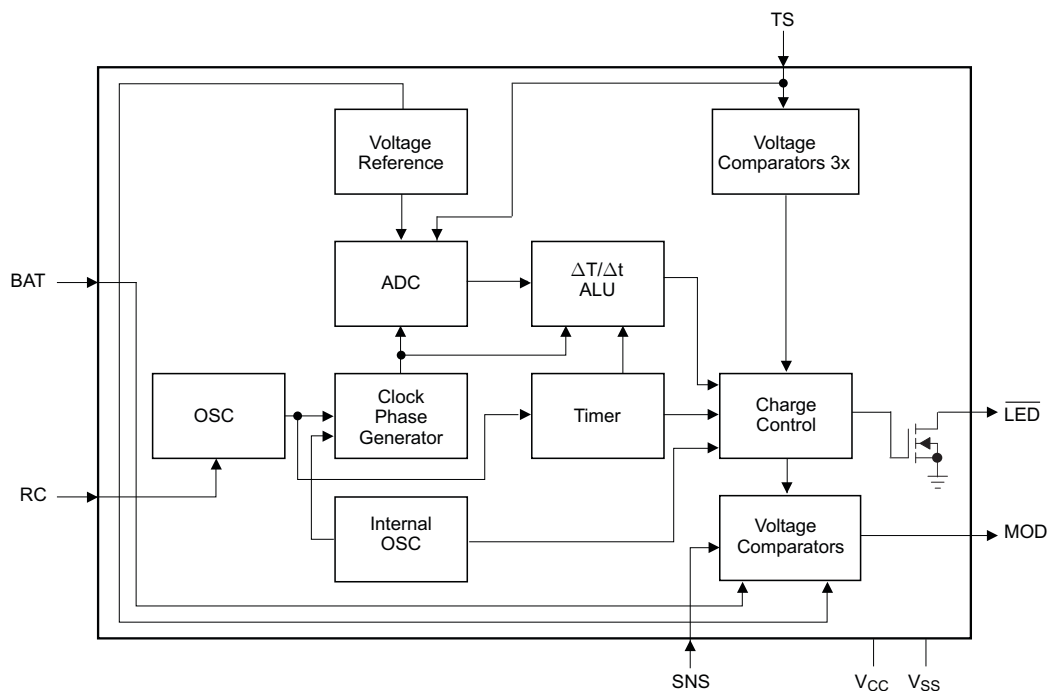 TS
Voltage
Reference
Voltage
Comparators 3x
BAT
ADC
ΔT/Δt
ALU
OSC
Clock
Phase
Generator
Timer
Charge
Control
LED
RC
Internal
OSC
Voltage
Comparators
MOD
SNS
VCC
VSS